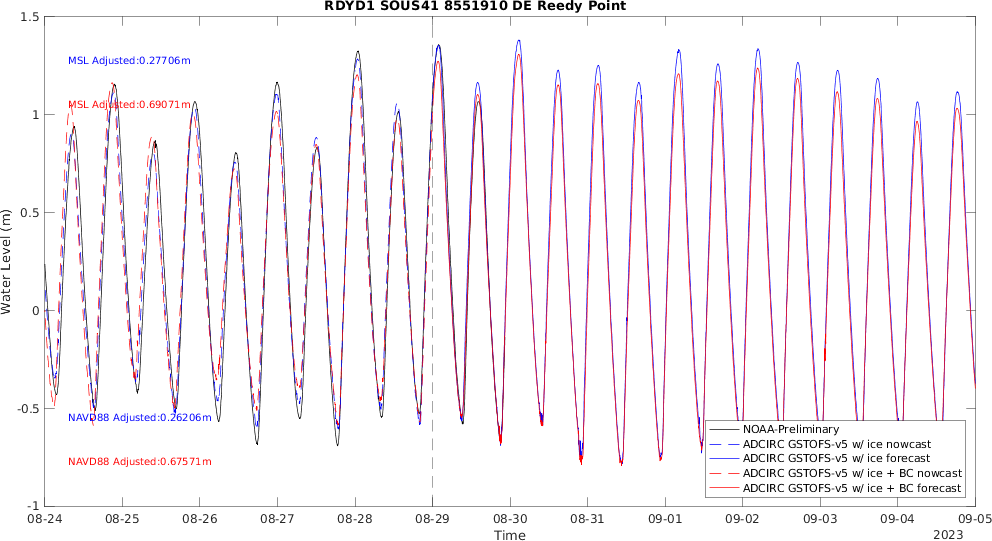 RDYD1 SOUS41 8551910 DE Reedy Point
1.5
1
0.5
0
-0.5
-1
Water Level (m)
MSL Adjusted:0.27706m
MSL Adjusted:0.69071m
NAVD88 Adjusted:0.26206m
NAVD88 Adjusted:0.67571m
NOAA-Preliminary
ADCIRC GSTOFS-v5 w/ ice nowcast
ADCIRC GSTOFS-v5 w/ ice forecast
ADCIRC GSTOFS-v5 w/ ice + BC nowcast
ADCIRC GSTOFS-v5 w/ ice + BC forecast
08-24 08-25 08-26 08-27 08-28 08-29 08-30 08-31 09-01 09-02 09-03 09-04 09-05
Time
2023